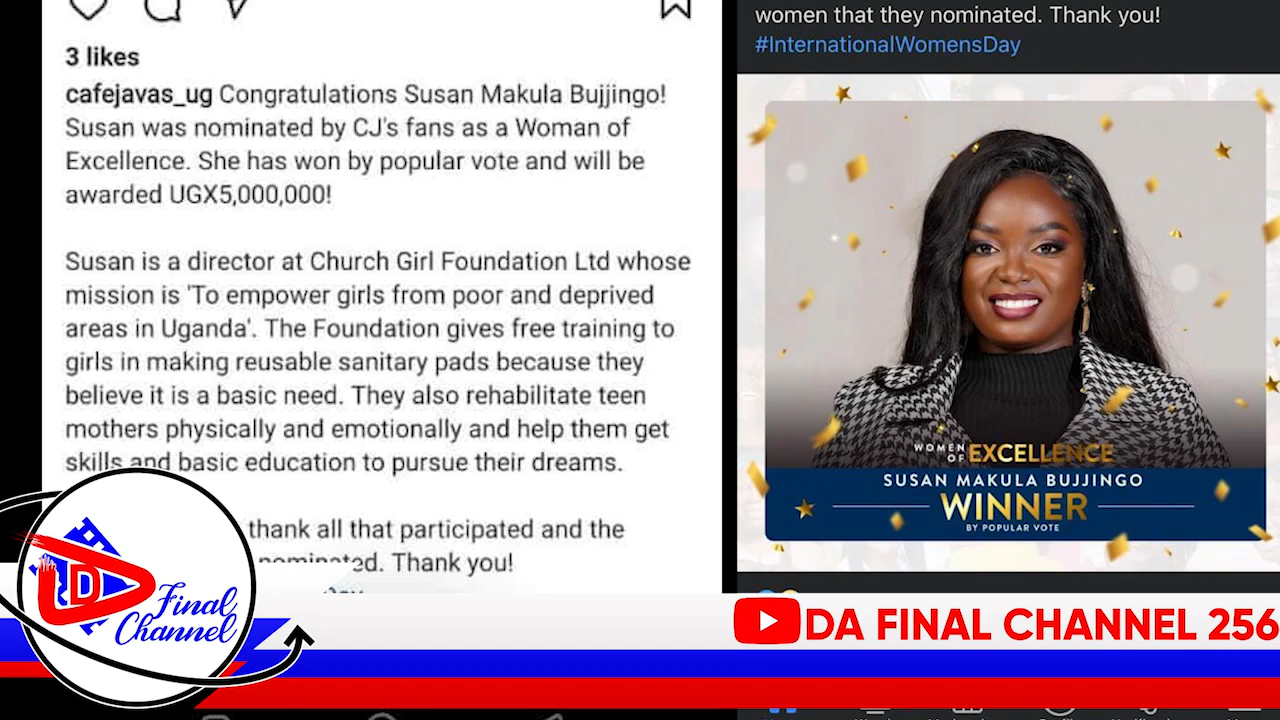 3 likes
cafejavas_ug Congratulations Susan Makula Bujjingo!
Susan was nominated by CJ's fans as a Woman of
Excellence. She has won by popular vote and will be
awarded UGX5,000,000!
Susan is a director at Church Girl Foundation Ltd whose
mission is 'To empower girls from poor and deprived
areas in Uganda'. The Foundation gives free training to
girls in making reusable sanitary pads because they
believe it is a basic need. They also rehabilitate teen
mothers physically and emotionally and help them get
skills and basic education to pursue their dreams.
thank all that participated and the
nominated. Thank you!
women that they nominated. Thank you!
#InternationalWomensDay
WOMEN
OF EXCELLENCE
SUSAN MAKULA BUJJINGO
WINNER
BY POPULAR VOTE
DA
Final
Channel
DA FINAL CHANNEL 256